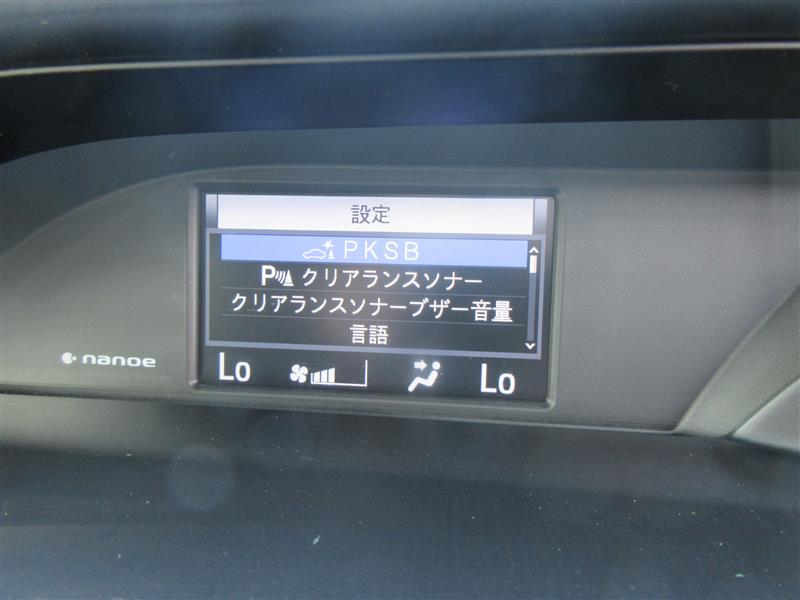 設定
PKSB
P クリアランスソナー
クリアランスソナーブザー音量
言語
nanoe
Lo Lo